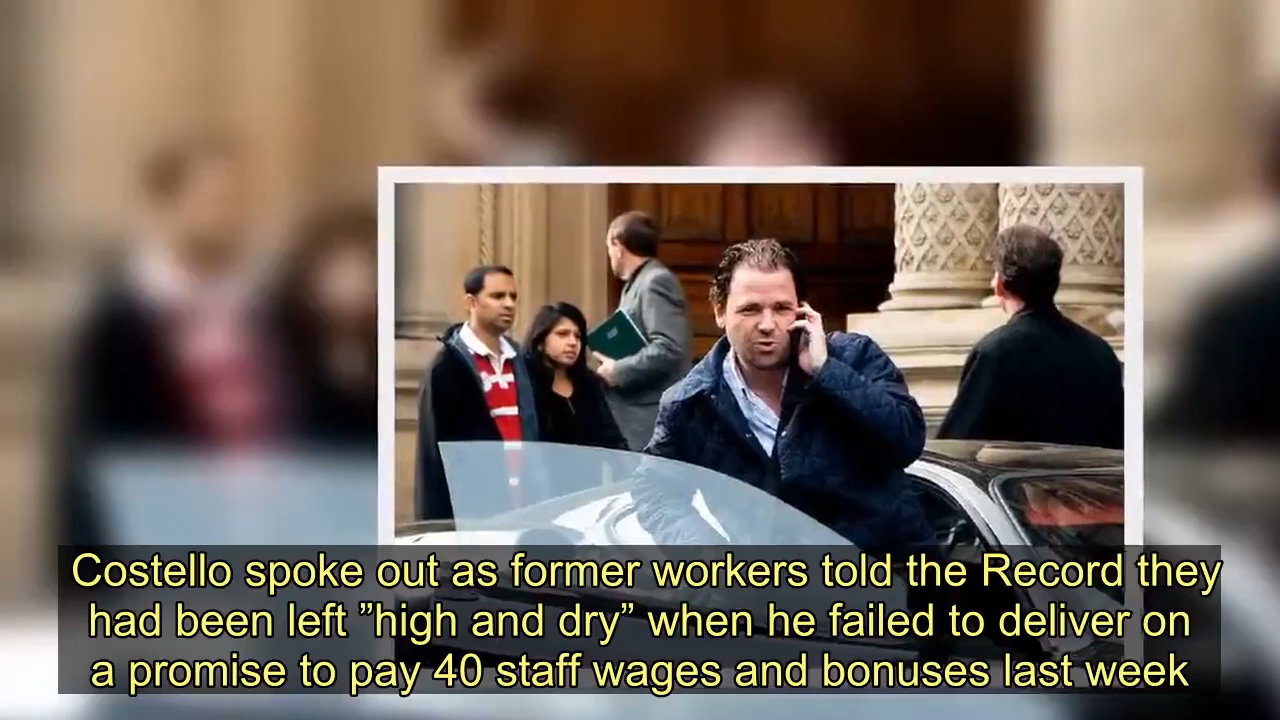 Costello spoke out as former workers told the Record they
had been left ”high and dry” when he failed to deliver on
a promise to pay 40 staff wages and bonuses last week